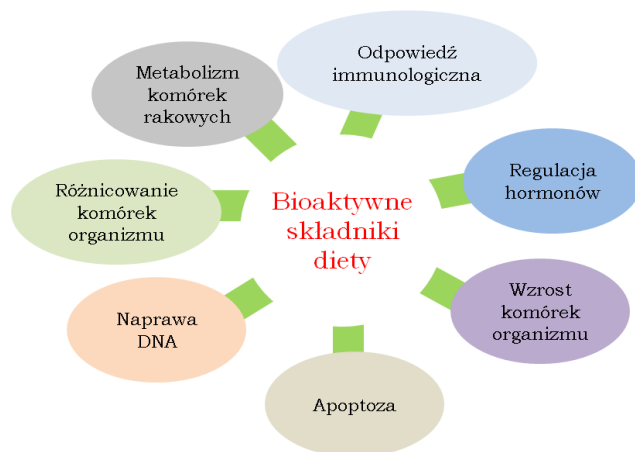 Odpowiedź
immunologiczna
Metabolizm
komórek
rakowych
Regulacja
hormonów
Różnicowanie
komórek
organizmu
Bioaktywne
składniki
diety
Wzrost
komórek
organizmu
Naprawa
DNA
Apoptoza